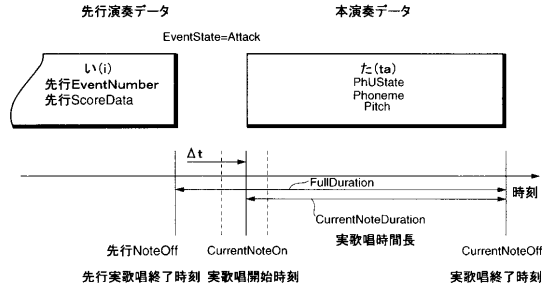 先行演奏データ
本演奏データ
EventState=Attack
い(i)
先行EventNumber
先行ScoreData
た(ta)
PhUState
Phoneme
Pitch
Δt
FullDuration
時刻
CurrentNoteDuration
実歌唱時間長
先行NoteOff
CurrentNoteOn
CurrentNoteOff
先行実歌唱終了時刻
実歌唱開始時刻
実歌唱終了時刻